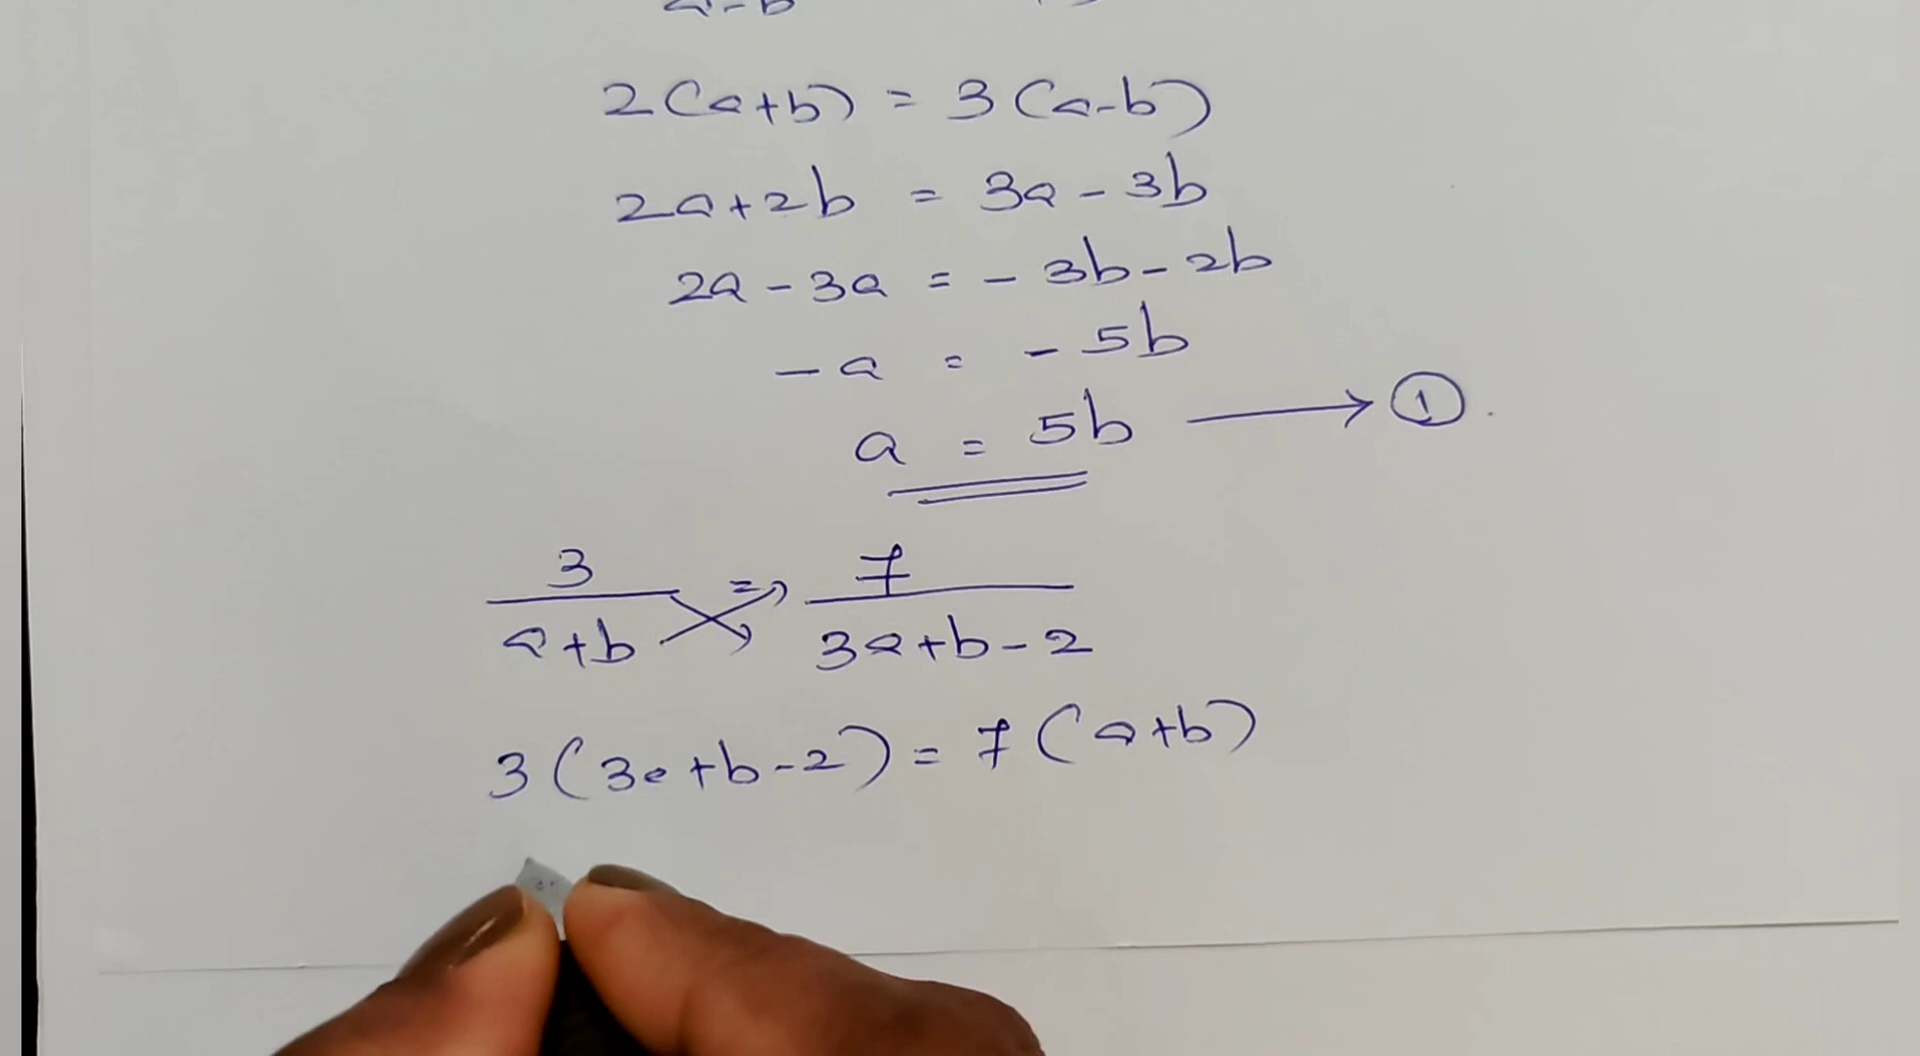 a-b
2(a+b) = 3(a-b)
2a+2b = 3a-3b
2a-3a = -3b-2b
-a = -5b
a = 5b → ①
3/(a+b) = 7/(3a+b-2)
3(3a+b-2) = 7(a+b)